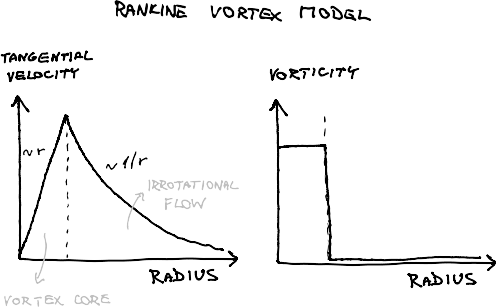 RANKINE VORTEX MODEL
TANGENTIAL
VELOCITY
~r
~1/r
IRROTATIONAL
FLOW
RADIUS
VORTEX CORE
VORTICITY
RADIUS